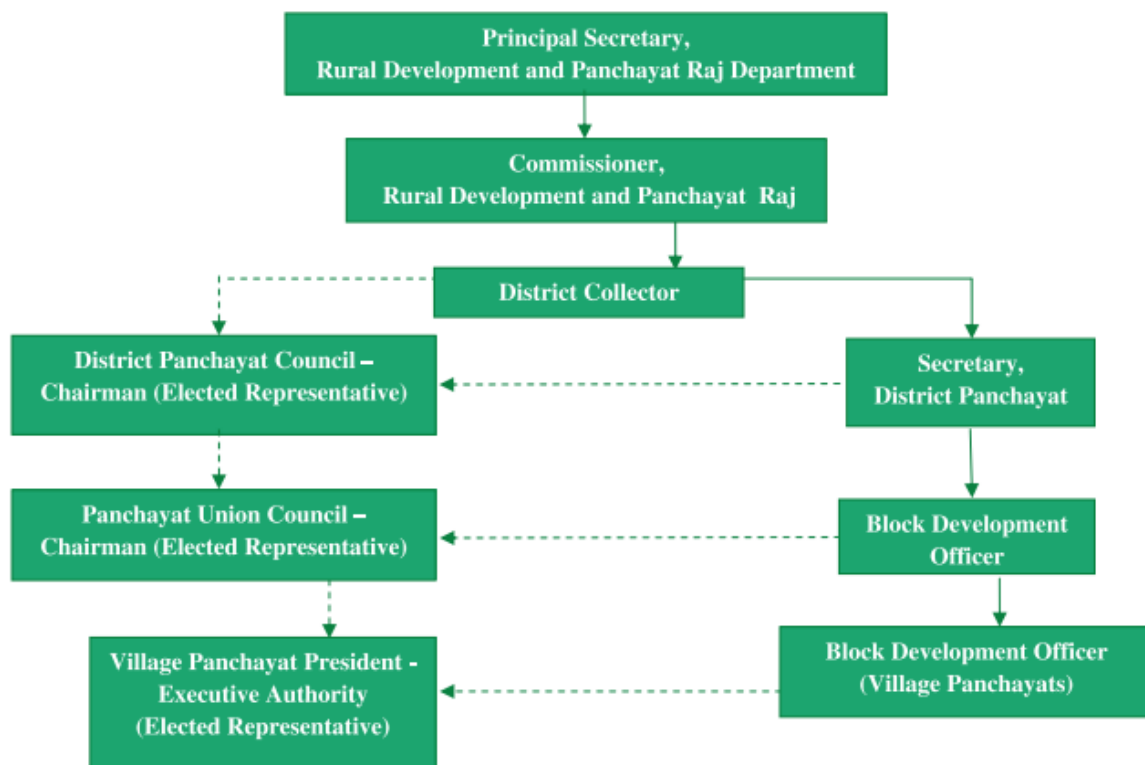 Principal Secretary,
Rural Development and Panchayat Raj Department
Commissioner,
Rural Development and Panchayat Raj
District Collector
District Panchayat Council –
Chairman (Elected Representative)
Secretary,
District Panchayat
Panchayat Union Council –
Chairman (Elected Representative)
Block Development
Officer
Village Panchayat President -
Executive Authority
(Elected Representative)
Block Development Officer
(Village Panchayats)